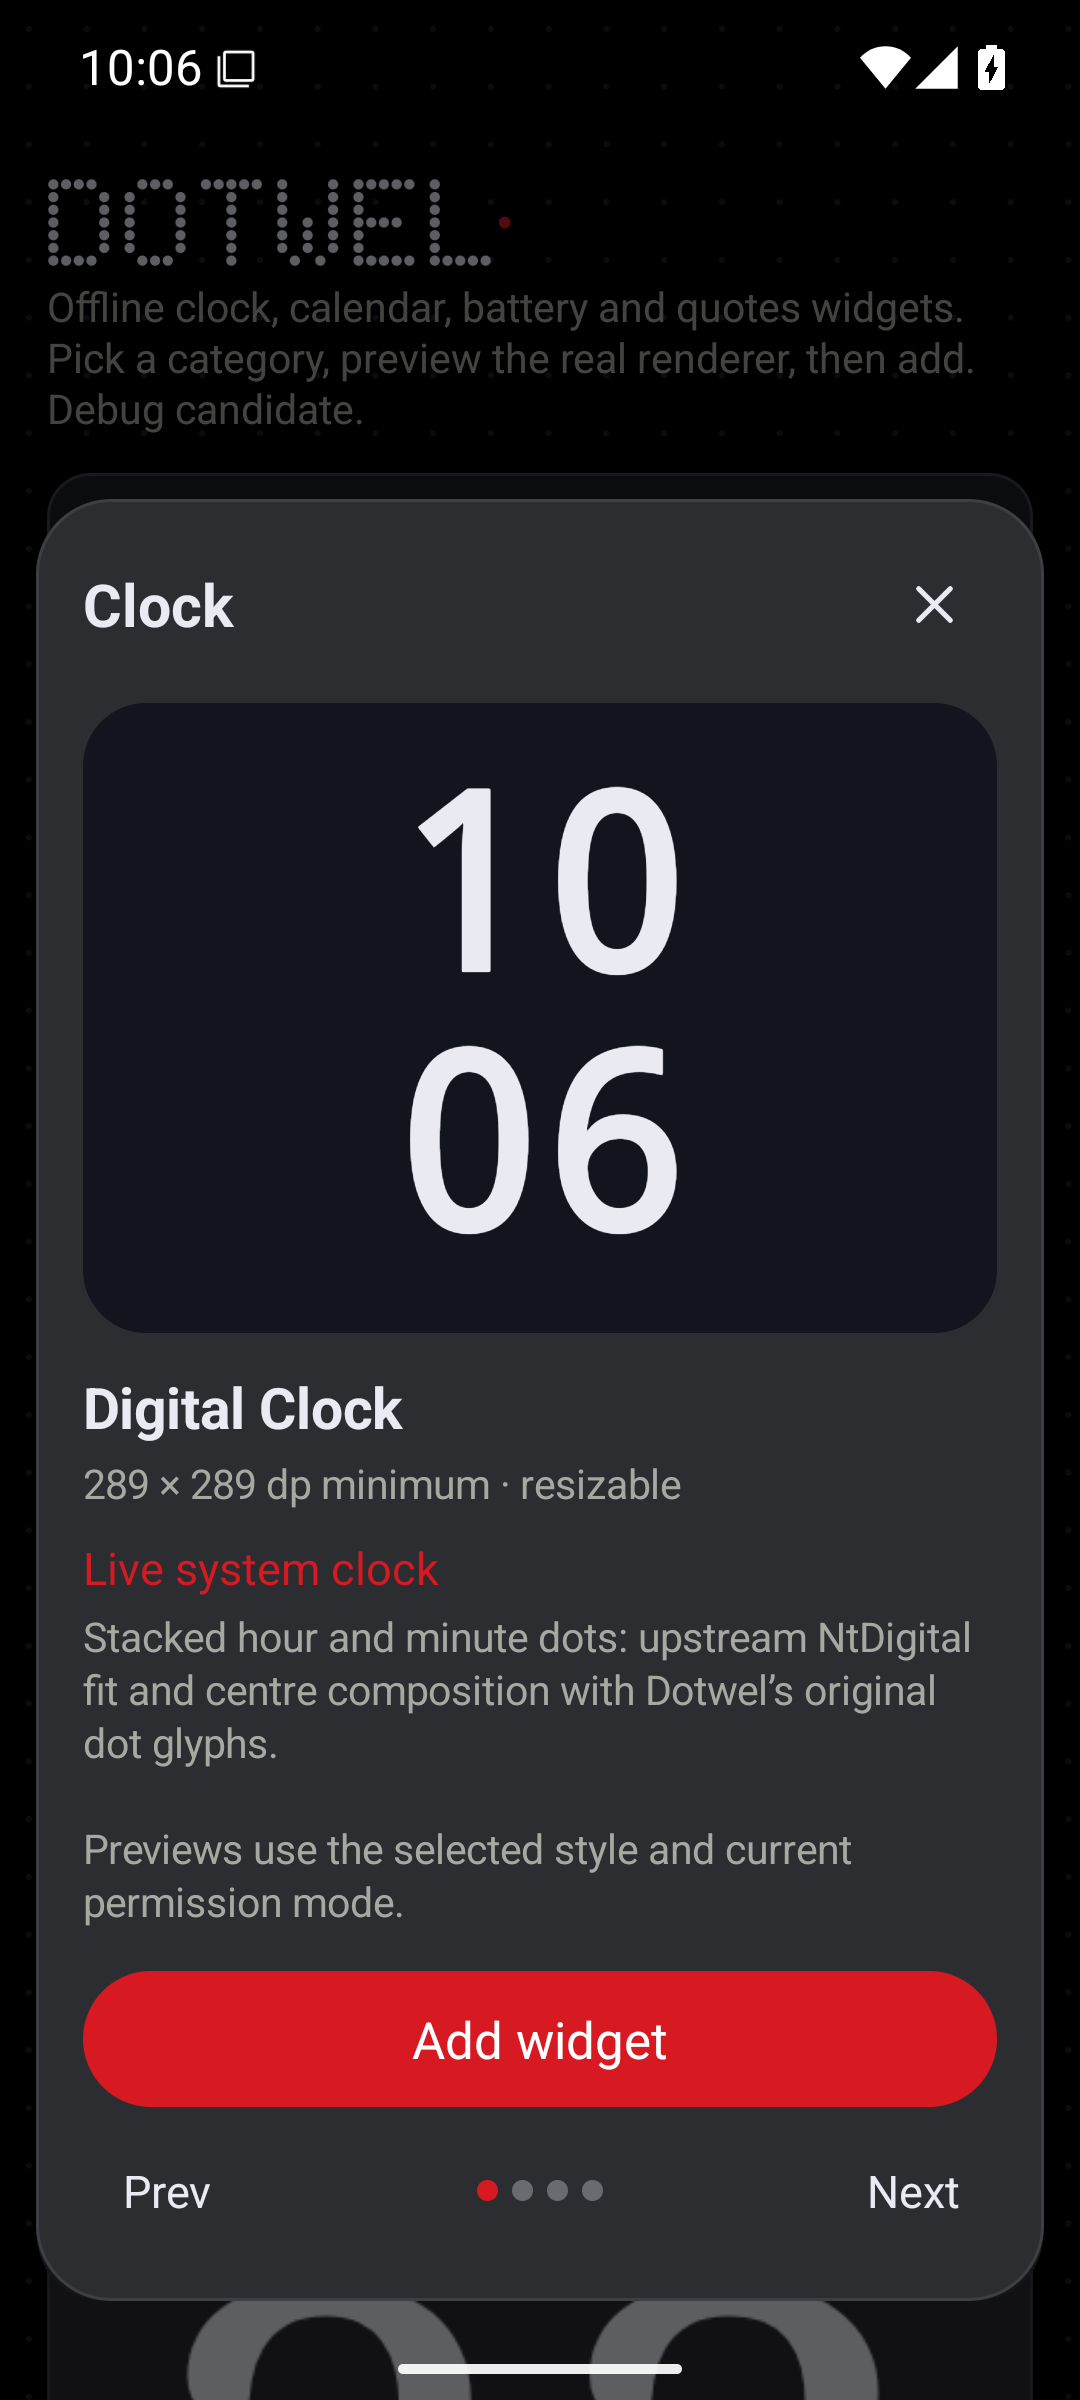 10:06
DOTWEL
Offline clock, calendar, battery and quotes widgets.
Pick a category, preview the real renderer, then add.
Debug candidate.
Clock
10
06
Digital Clock
289 × 289 dp minimum · resizable
Live system clock
Stacked hour and minute dots: upstream NtDigital
fit and centre composition with Dotwel’s original
dot glyphs.
Previews use the selected style and current
permission mode.
Add widget
Prev
Next